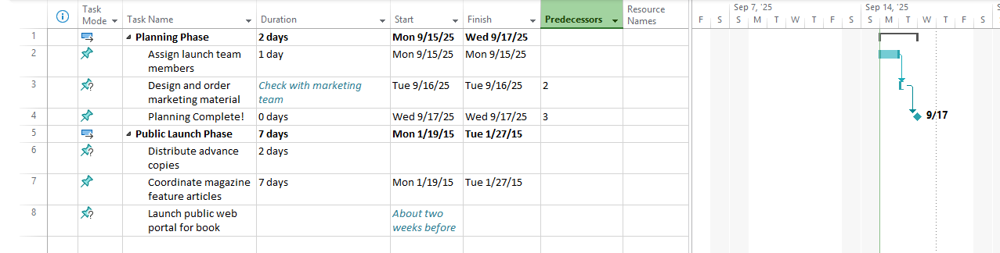 Sep 7, '25 Sep 14, '25
Task Mode Task Name Duration Start Finish Predecessors Resource Names F S S M T W T F S S M T W T F S
1 Planning Phase 2 days Mon 9/15/25 Wed 9/17/25
2 Assign launch team members 1 day Mon 9/15/25 Mon 9/15/25
3 Design and order marketing material Check with marketing team Tue 9/16/25 Tue 9/16/25 2
4 Planning Complete! 0 days Wed 9/17/25 Wed 9/17/25 3 9/17
5 Public Launch Phase 7 days Mon 1/19/15 Tue 1/27/15
6 Distribute advance copies 2 days
7 Coordinate magazine feature articles 7 days Mon 1/19/15 Tue 1/27/15
8 Launch public web portal for book About two weeks before